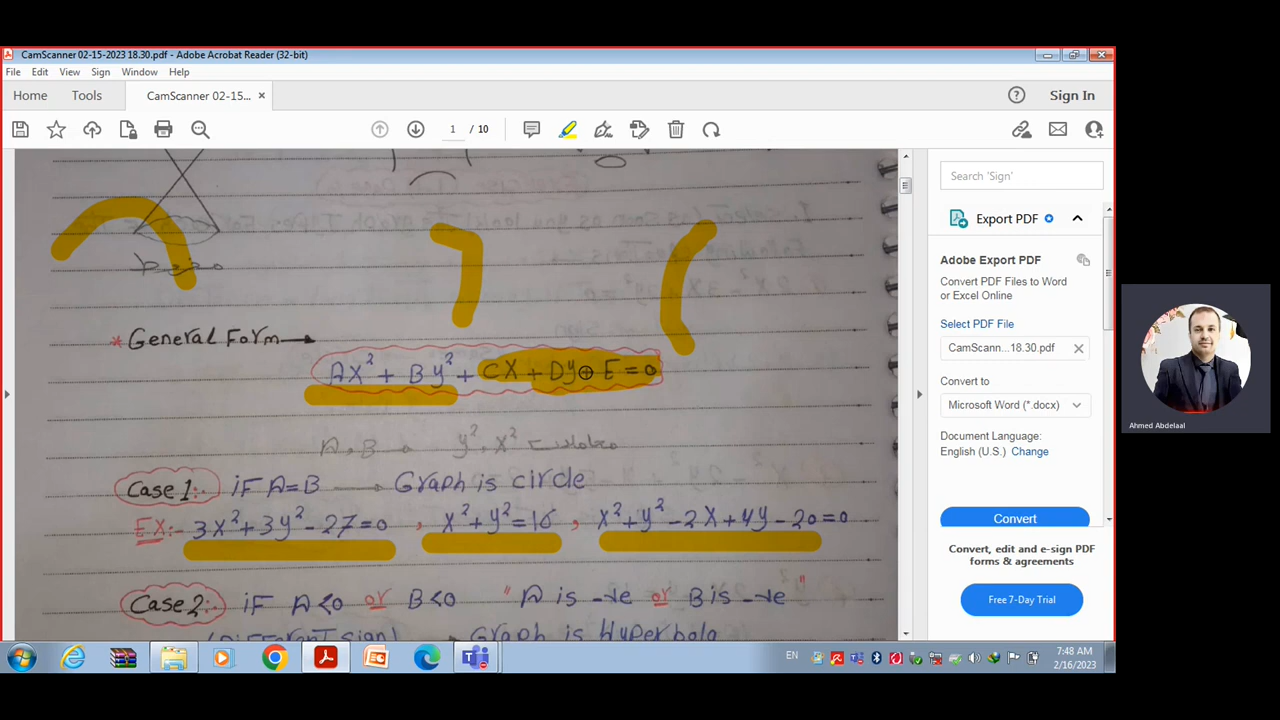 CamScanner 02-15-2023 18.30.pdf - Adobe Acrobat Reader (32-bit)
File Edit View Sign Window Help
Home Tools CamScanner 02-15... × Sign In
1 / 10
Search 'Sign'
Export PDF
Adobe Export PDF
Convert PDF Files to Word
or Excel Online
Select PDF File
CamScann...18.30.pdf
Convert to
Microsoft Word (*.docx)
Document Language:
English (U.S.) Change
Convert
Convert, edit and e-sign PDF
forms & agreements
Free 7-Day Trial
* General Form →
Ax² + By² + Cx + Dy + E = 0
A, B y², x²
Case 1:. if A=B → Graph is circle
EX:- 3x²+3y²-27=0 , x²+y²=16 , x²+y²-2x+4y-20=0
Case 2:. if A<0 or B<0 "A is -ve or B is -ve"
(Different sign) → Graph is Hyperbola
Ahmed Abdelaal
EN
7:48 AM
2/16/2023